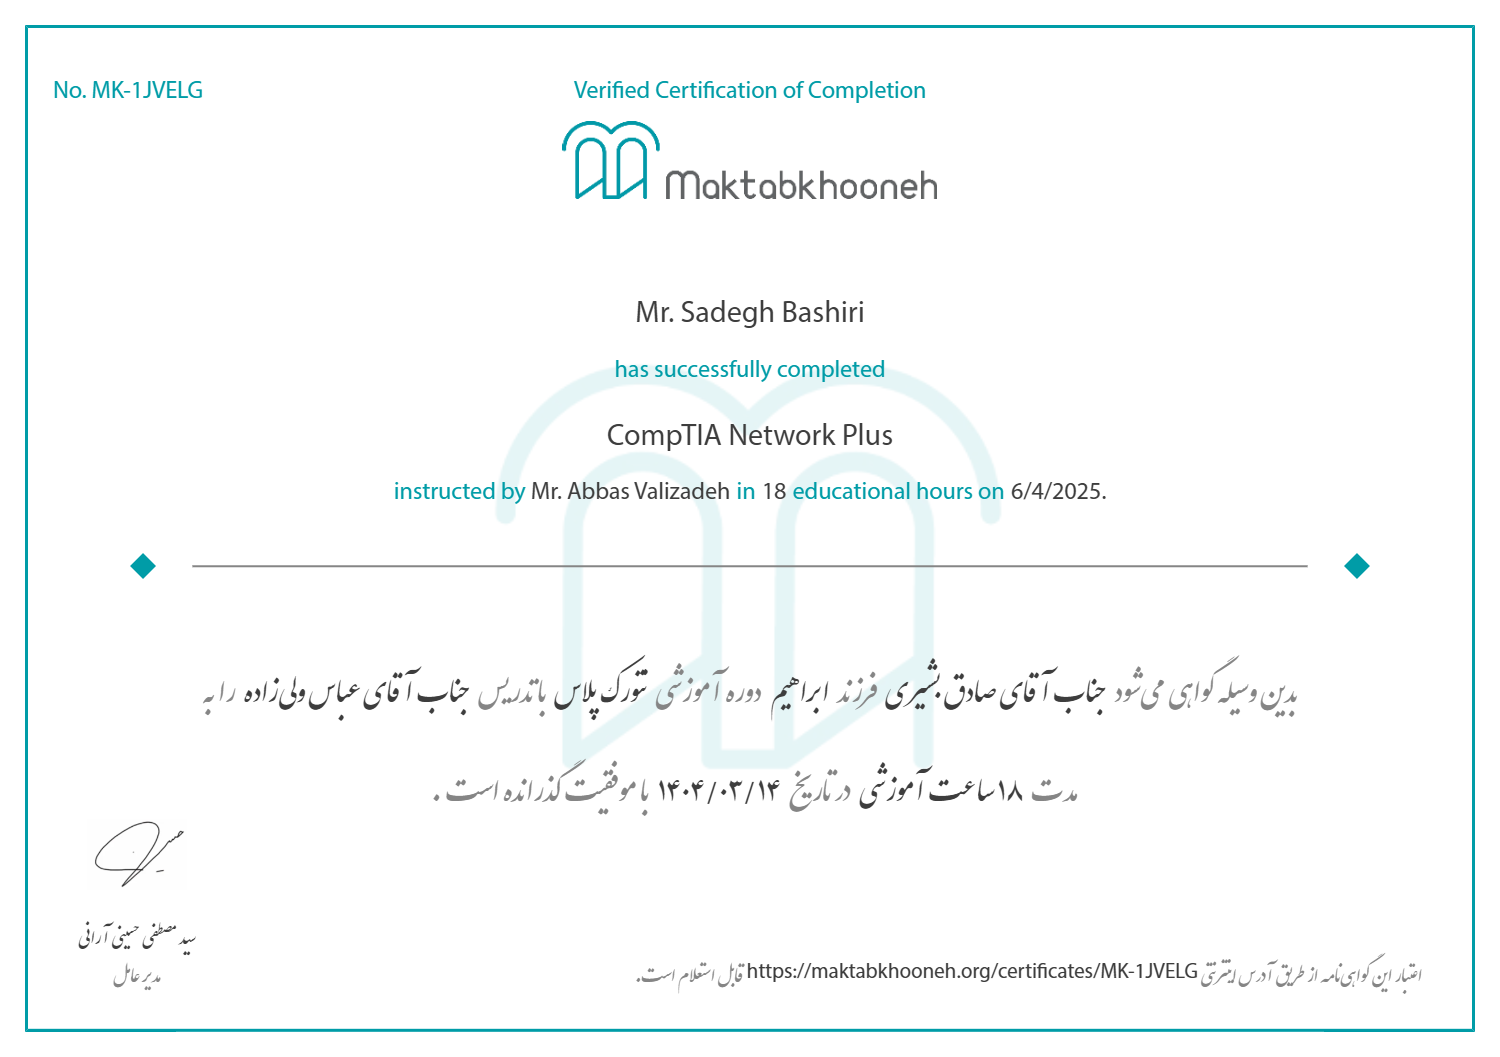 No. MK-1JVELG
Verified Certification of Completion
Maktabkhooneh
Mr. Sadegh Bashiri
has successfully completed
CompTIA Network Plus
instructed by Mr. Abbas Valizadeh in 18 educational hours on 6/4/2025.
بدین وسیله گواهی می‌شود جناب آقای صادق بشیری فرزند ابراهیم دوره آموزشی نتورک پلاس با تدریس جناب آقای عباس ولی‌زاده را به
مدت ۱۸ ساعت آموزشی در تاریخ ۱۴۰۴/۰۳/۱۴ با موفقیت گذرانده است .
سید مصطفی حسینی آرانی
مدیر عامل
اعتبار این گواهی‌نامه از طریق آدرس اینترنتی https://maktabkhooneh.org/certificates/MK-1JVELG قابل استعلام است.